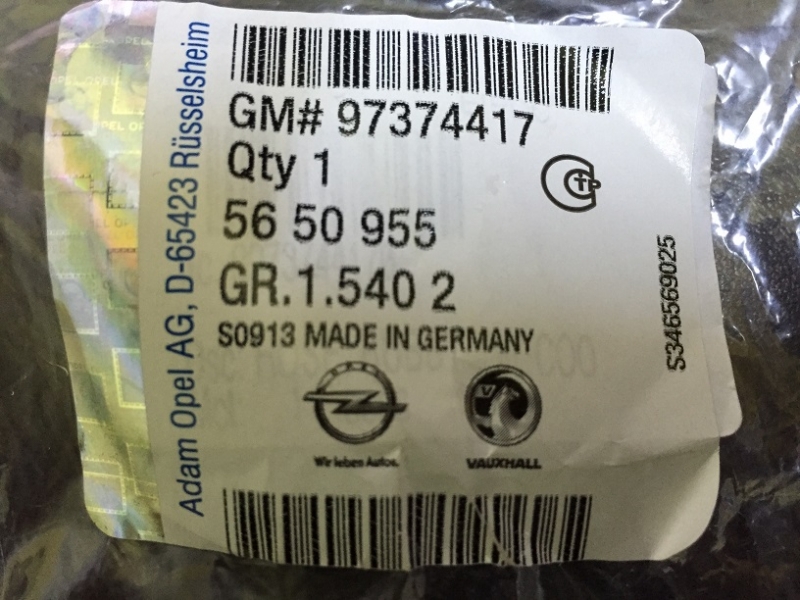 Adam Opel AG, D-65423 Rüsselsheim
GM# 97374417
Qty 1
56 50 955
GR.1.540 2
S0913 MADE IN GERMANY
S346569025
OPEL
Wir leben Autos.
VAUXHALL